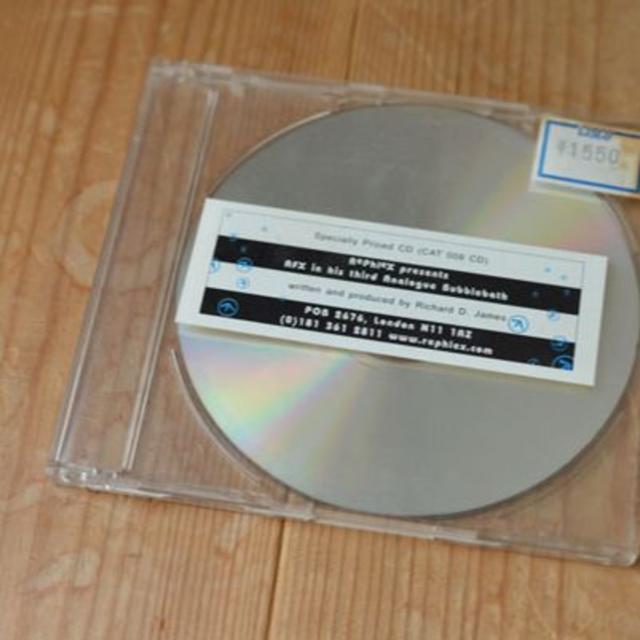 ¥1550
Specially Priced CD (CAT 008 CD)
Rephlex presents
AFX in his third Analogue Bubblebath
written and produced by Richard D. James
POB 2676, London N11 1AZ
(0)181 361 2811 www.rephlex.com